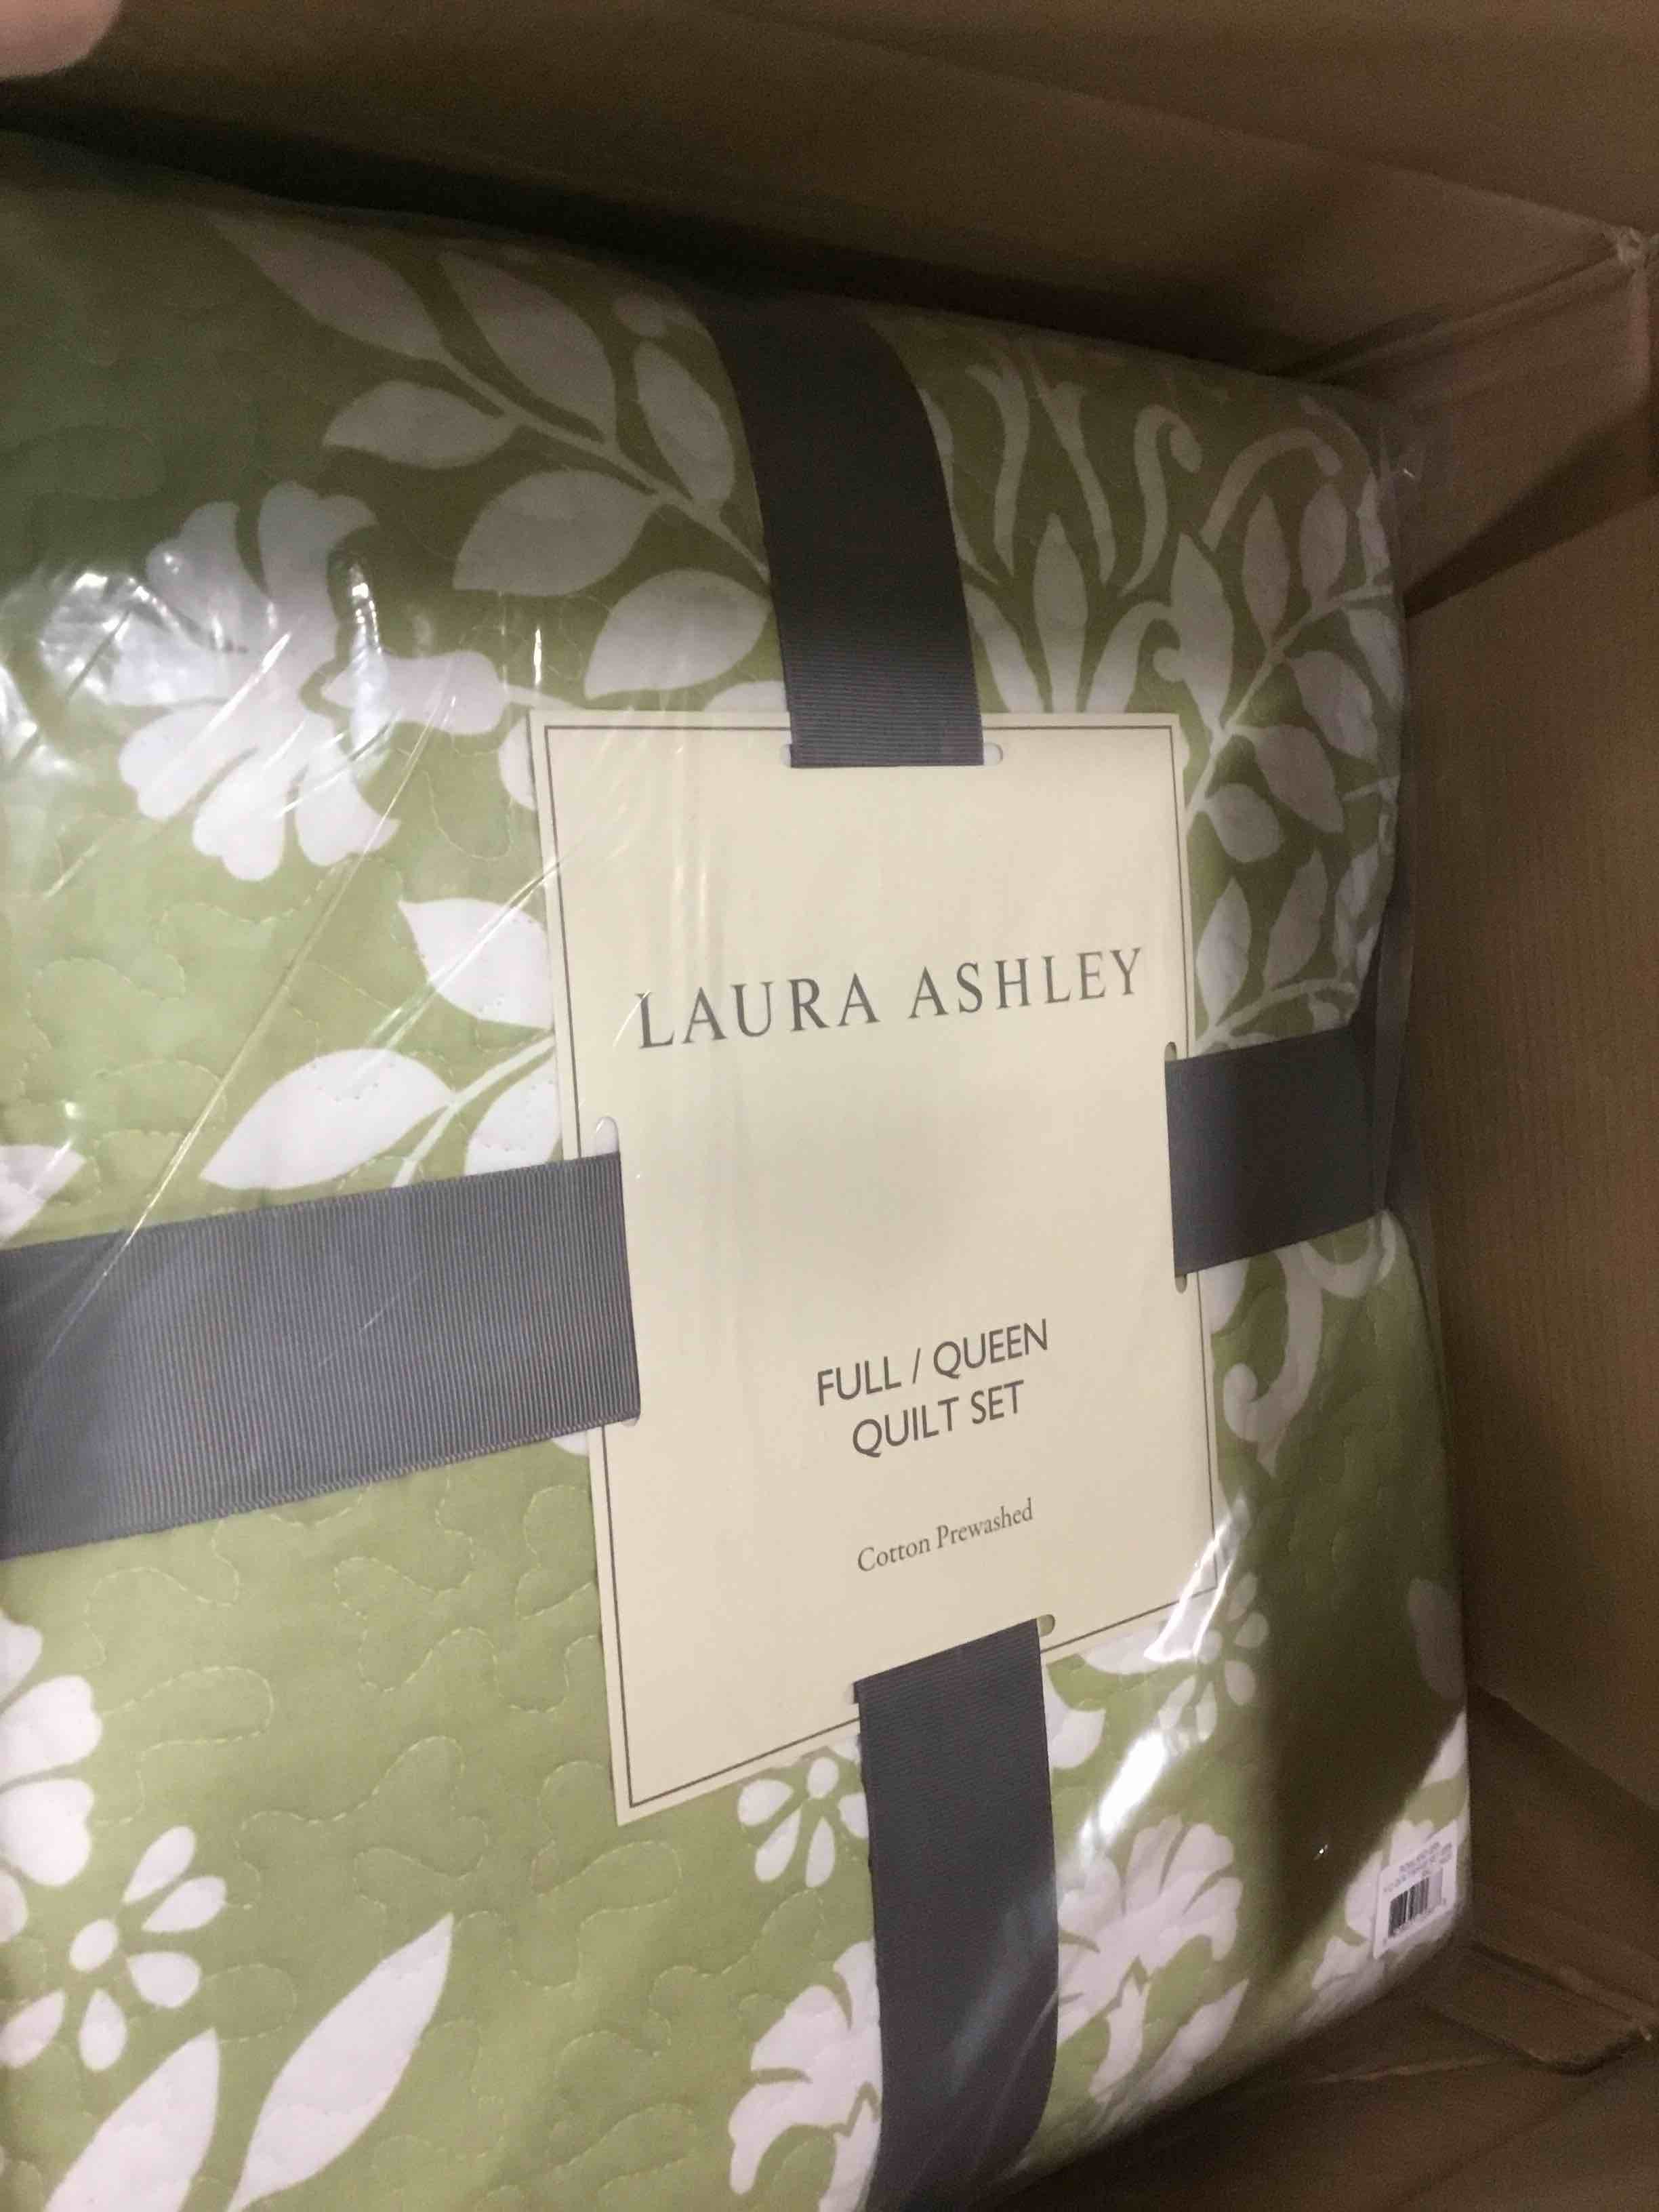 LAURA ASHLEY
FULL / QUEEN
QUILT SET
Cotton Prewashed